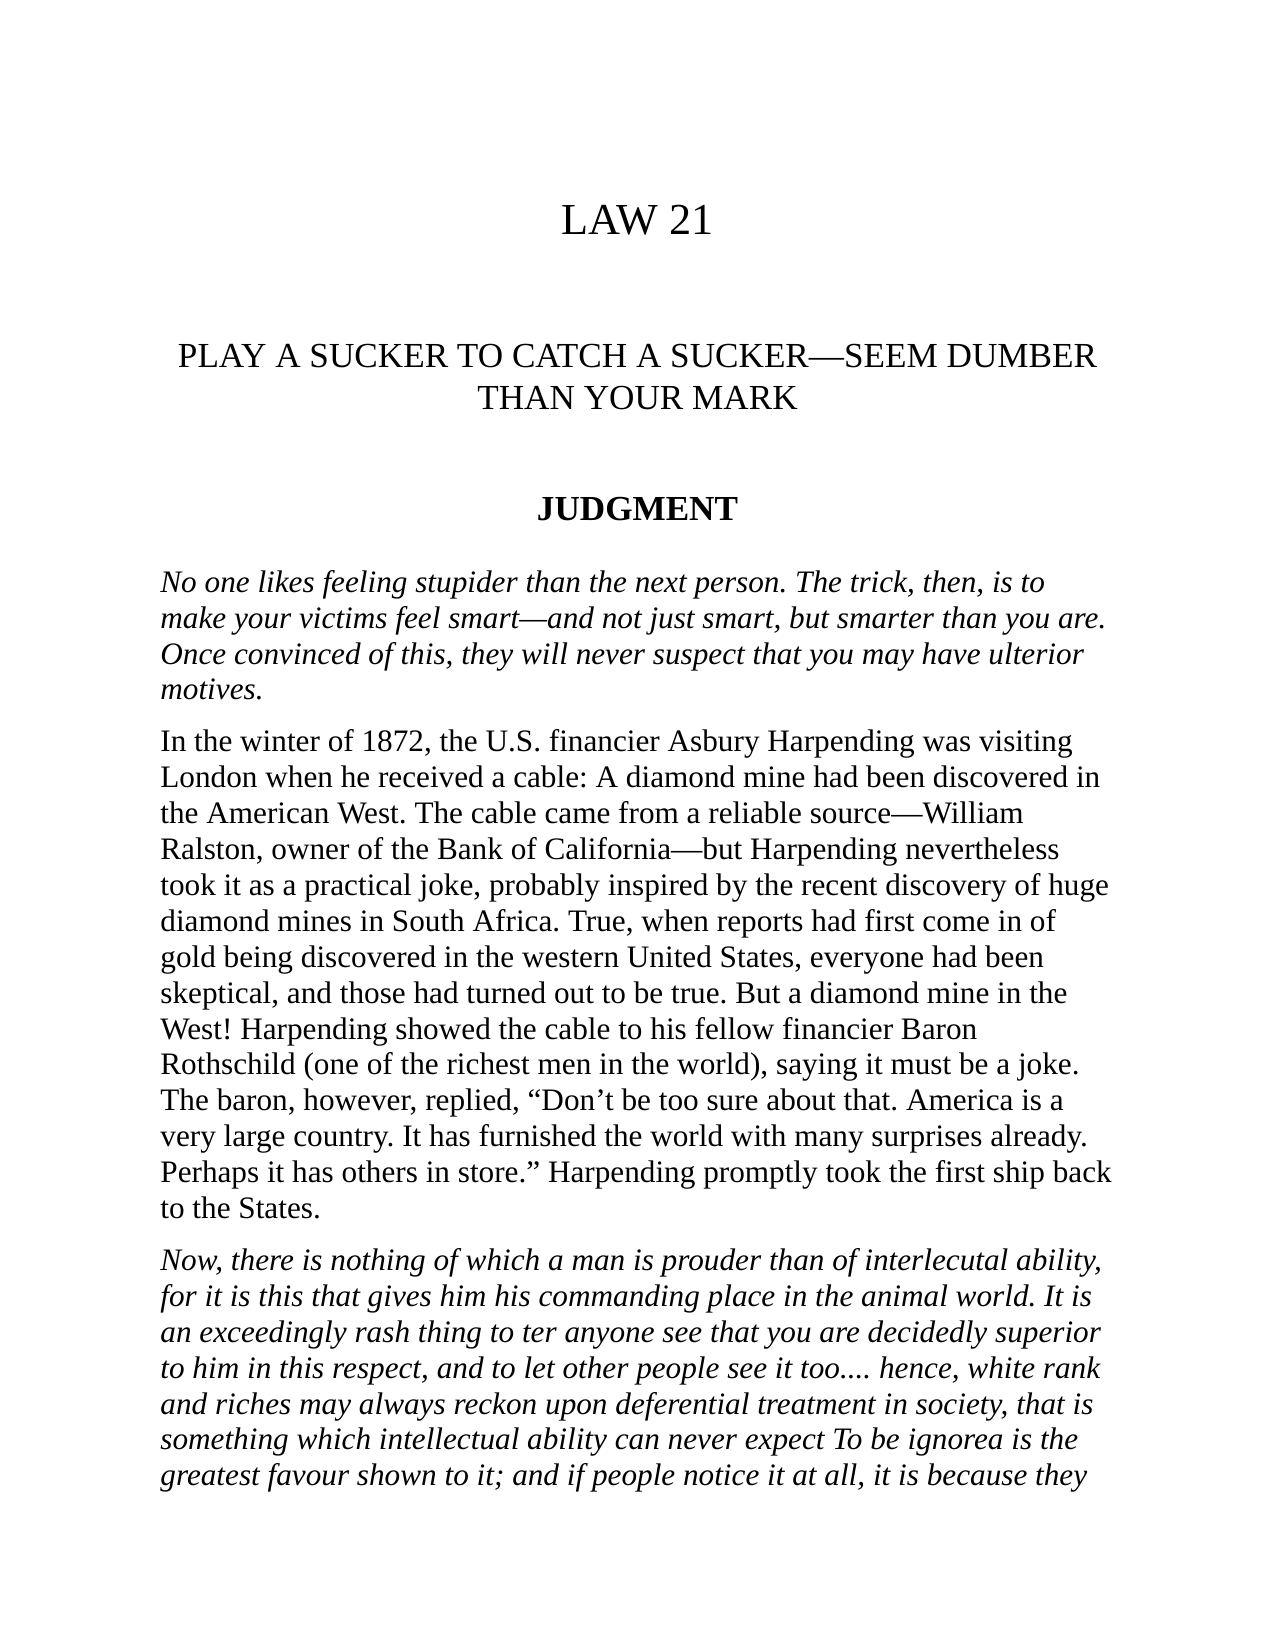 LAW 21
PLAY A SUCKER TO CATCH A SUCKER—SEEM DUMBER
THAN YOUR MARK
JUDGMENT
No one likes feeling stupider than the next person. The trick, then, is to
make your victims feel smart—and not just smart, but smarter than you are.
Once convinced of this, they will never suspect that you may have ulterior
motives.
In the winter of 1872, the U.S. financier Asbury Harpending was visiting
London when he received a cable: A diamond mine had been discovered in
the American West. The cable came from a reliable source—William
Ralston, owner of the Bank of California—but Harpending nevertheless
took it as a practical joke, probably inspired by the recent discovery of huge
diamond mines in South Africa. True, when reports had first come in of
gold being discovered in the western United States, everyone had been
skeptical, and those had turned out to be true. But a diamond mine in the
West! Harpending showed the cable to his fellow financier Baron
Rothschild (one of the richest men in the world), saying it must be a joke.
The baron, however, replied, “Don’t be too sure about that. America is a
very large country. It has furnished the world with many surprises already.
Perhaps it has others in store.” Harpending promptly took the first ship back
to the States.
Now, there is nothing of which a man is prouder than of interlecutal ability,
for it is this that gives him his commanding place in the animal world. It is
an exceedingly rash thing to ter anyone see that you are decidedly superior
to him in this respect, and to let other people see it too.... hence, white rank
and riches may always reckon upon deferential treatment in society, that is
something which intellectual ability can never expect To be ignorea is the
greatest favour shown to it; and if people notice it at all, it is because they